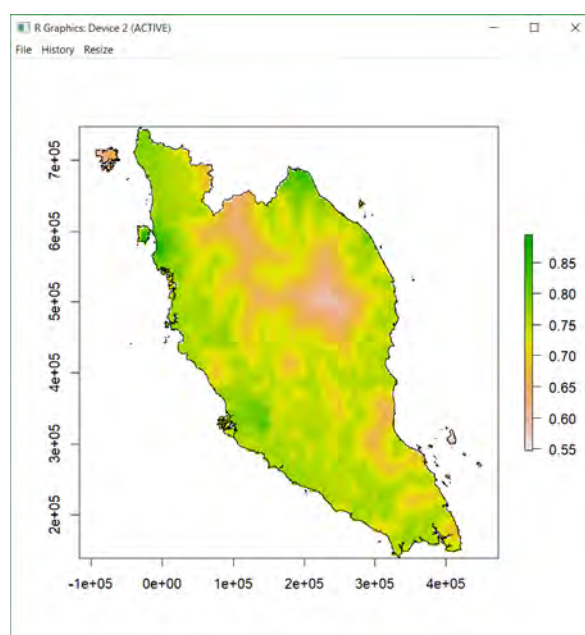 R Graphics: Device 2 (ACTIVE)
File History Resize
7e+05
6e+05
5e+05
4e+05
3e+05
2e+05
-1e+05 0e+00 1e+05 2e+05 3e+05 4e+05
0.85
0.80
0.75
0.70
0.65
0.60
0.55